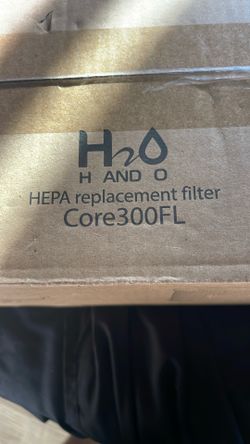 H2O
H AND O
HEPA replacement filter
Core300FL